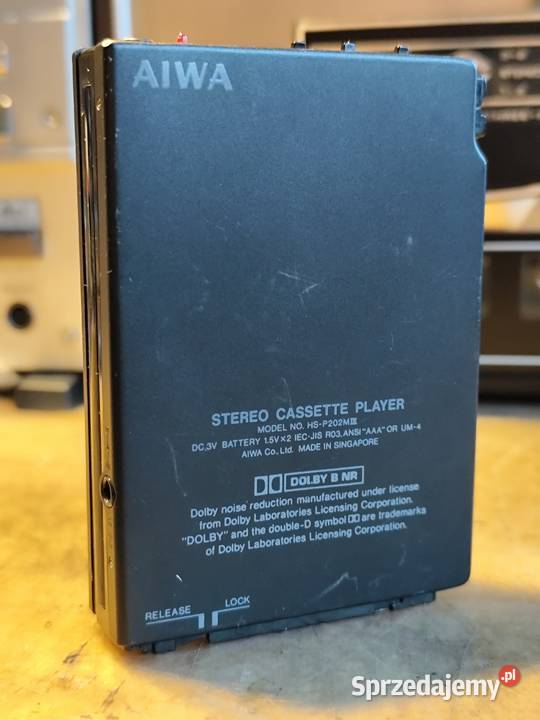 AIWA
STEREO CASSETTE PLAYER
MODEL NO. HS-P202MⅢ
DC.3V BATTERY 1.5V×2 IEC·JIS R03,ANSI "AAA" OR UM-4
AIWA Co., Ltd. MADE IN SINGAPORE
DOLBY B NR
Dolby noise reduction manufactured under license
from Dolby Laboratories Licensing Corporation.
"DOLBY" and the double-D symbol are trademarks
of Dolby Laboratories Licensing Corporation.
RELEASE LOCK
Sprzedajemy.pl